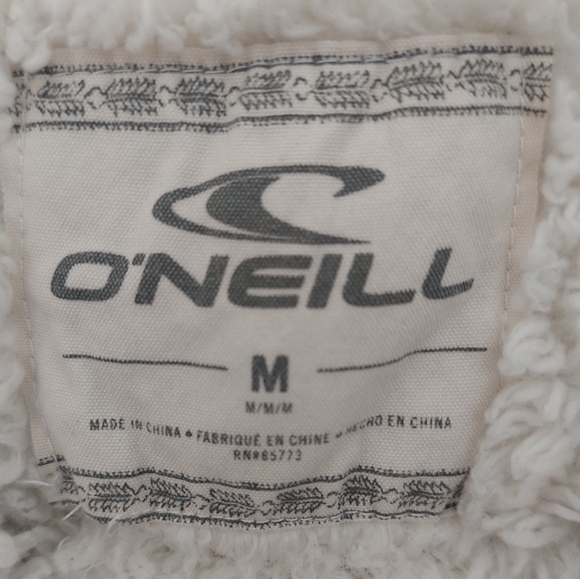 O'NEILL
M
M/M/M
MADE IN CHINA • FABRIQUÉ EN CHINE • HECHO EN CHINA
RN#85773